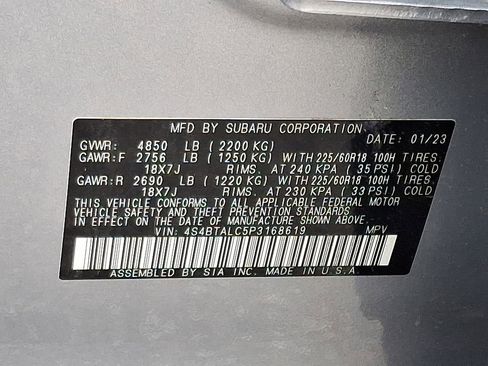 MFD BY SUBARU CORPORATION DATE: 01/23
GVWR: 4850 LB (2200 KG)
GAWR:F 2756 LB (1250 KG) WITH 225/60R18 100H TIRES.
18X7J RIMS. AT 240 KPA (35 PSI) COLD
GAWR:R 2690 LB (1220 KG) WITH 225/60R18 100H TIRES.
18X7J RIMS. AT 230 KPA (33 PSI) COLD
THIS VEHICLE CONFORMS TO ALL APPLICABLE FEDERAL MOTOR
VEHICLE SAFETY AND THEFT PREVENTION STANDARDS
IN EFFECT ON THE DATE OF MANUFACTURE SHOWN ABOVE.
VIN: 4S4BTALC5P3168619 MPV
ASSEMBLED BY SIA INC. MADE IN U.S.A.